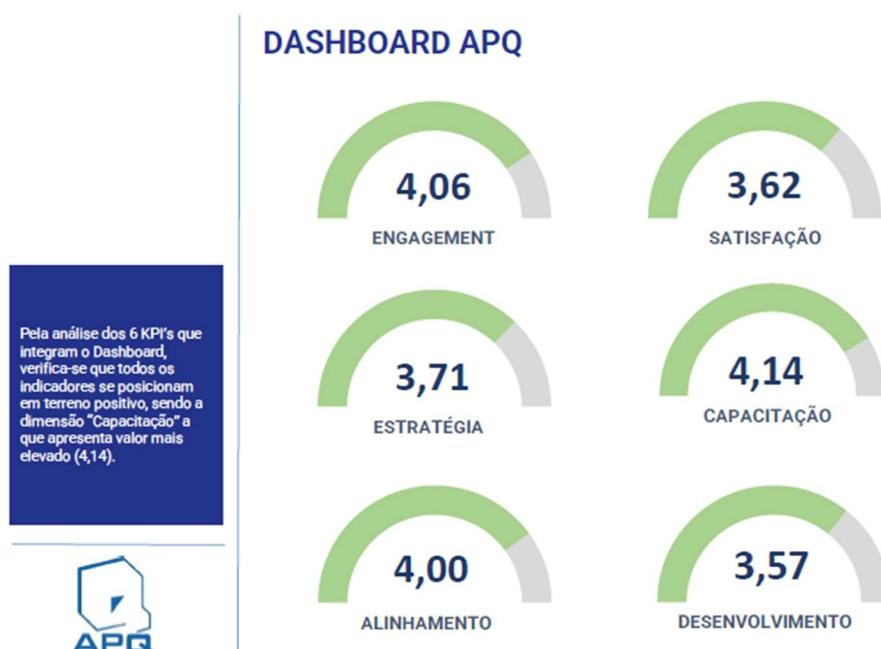 DASHBOARD APQ
4,06
ENGAGEMENT
3,62
SATISFAÇÃO
Pela análise dos 6 KPI's que
integram o Dashboard,
verifica-se que todos os
indicadores se posicionam
em terreno positivo, sendo a
dimensão “Capacitação” a
que apresenta valor mais
elevado (4,14).
3,71
ESTRATÉGIA
4,14
CAPACITAÇÃO
4,00
ALINHAMENTO
3,57
DESENVOLVIMENTO
APQ